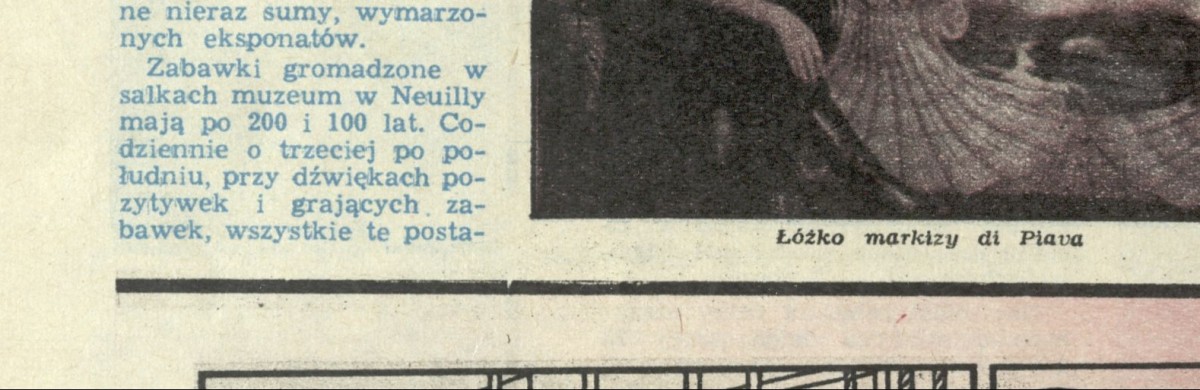 ne nieraz sumy, wymarzo-
nych eksponatów.
Zabawki gromadzone w
salkach muzeum w Neuilly
mają po 200 i 100 lat. Co-
dziennie o trzeciej po po-
łudniu, przy dźwiękach po-
zytywek i grających za-
bawek, wszystkie te posta-
Łóżko markizy di Piava